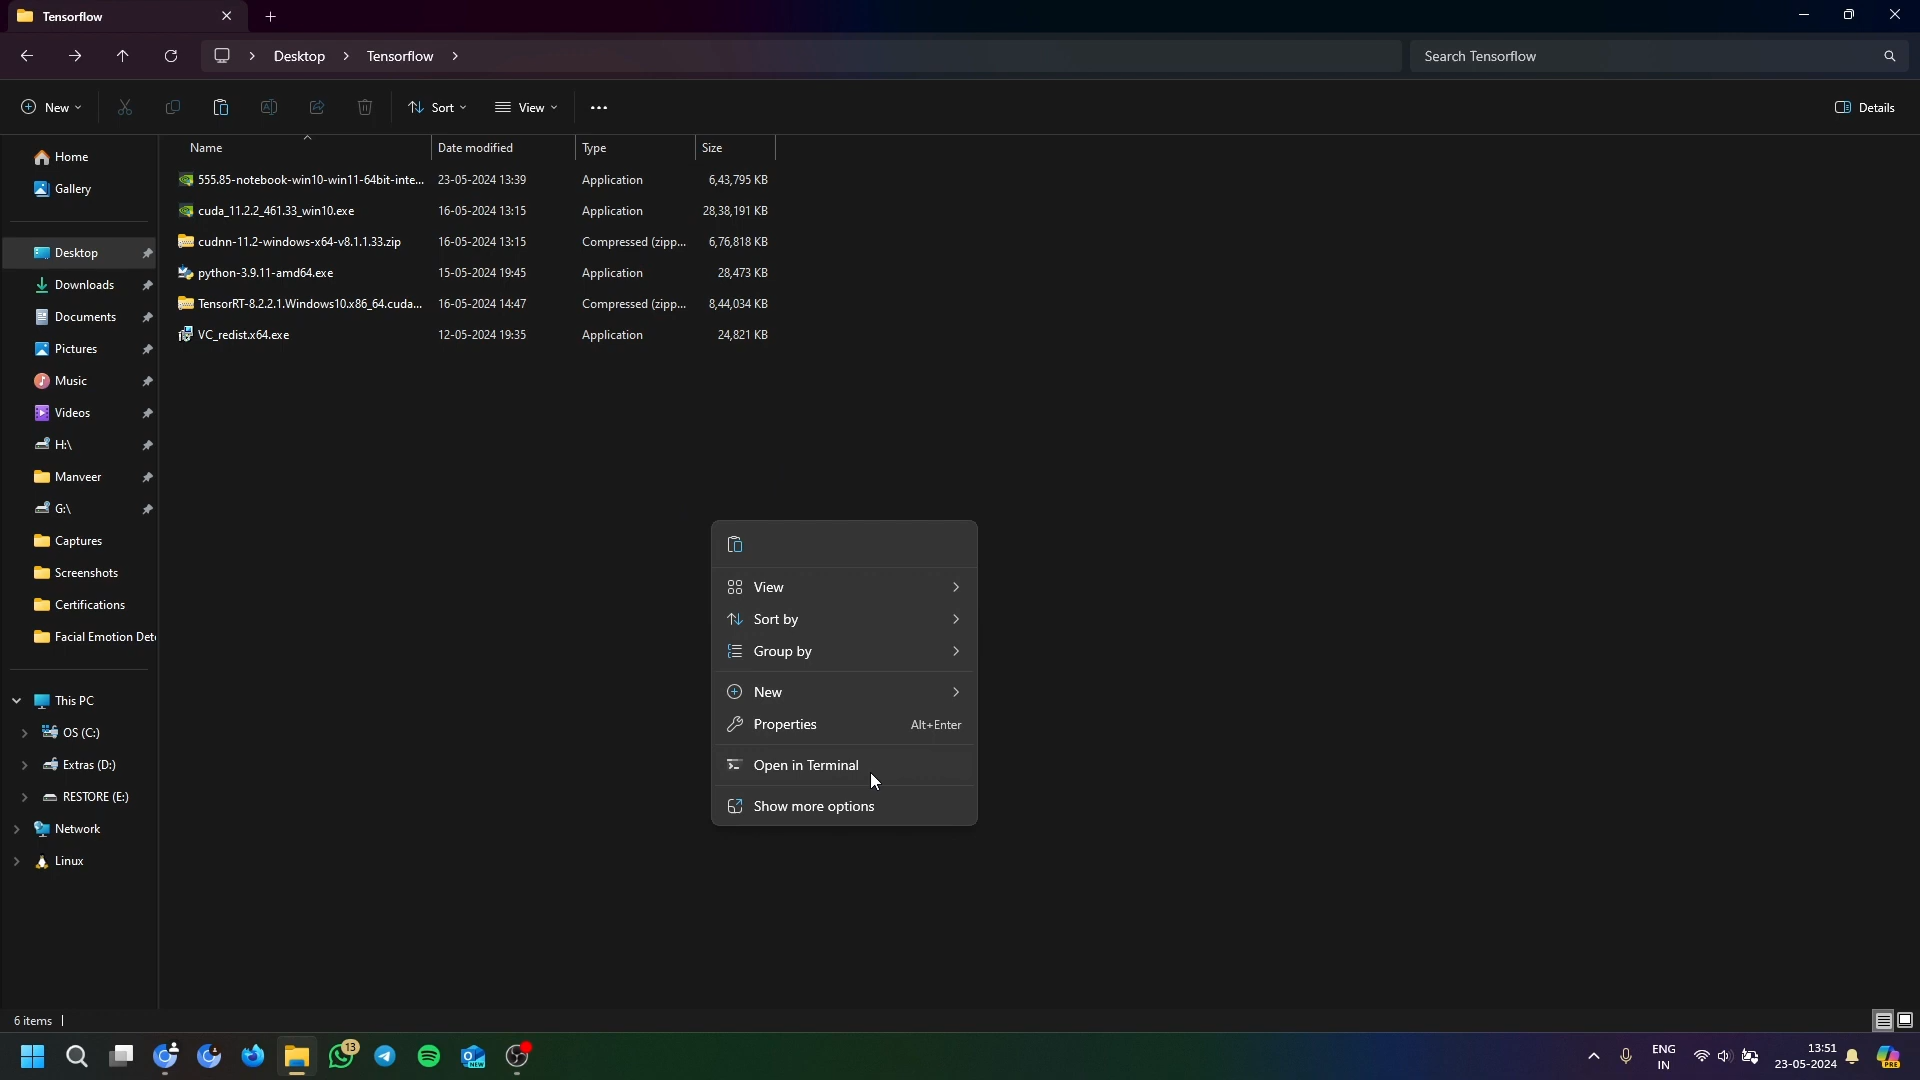 Tensorflow
Desktop > Tensorflow >
Search Tensorflow
New
Sort
View
Details
Name Date modified Type Size
555.85-notebook-win10-win11-64bit-inte... 23-05-2024 13:39 Application 6,43,795 KB
cuda_11.2.2_461.33_win10.exe 16-05-2024 13:15 Application 28,38,191 KB
cudnn-11.2-windows-x64-v8.1.1.33.zip 16-05-2024 13:15 Compressed (zipp... 6,76,818 KB
python-3.9.11-amd64.exe 15-05-2024 19:45 Application 28,473 KB
TensorRT-8.2.2.1.Windows10.x86_64.cuda... 16-05-2024 14:47 Compressed (zipp... 8,44,034 KB
VC_redist.x64.exe 12-05-2024 19:35 Application 24,821 KB
Home
Gallery
Desktop
Downloads
Documents
Pictures
Music
Videos
H:\
Manveer
G:\
Captures
Screenshots
Certifications
Facial Emotion Det
This PC
OS (C:)
Extras (D:)
RESTORE (E:)
Network
Linux
View
Sort by
Group by
New
Properties Alt+Enter
Open in Terminal
Show more options
6 items
13
NEW
ENG
IN
13:51
23-05-2024
PRE